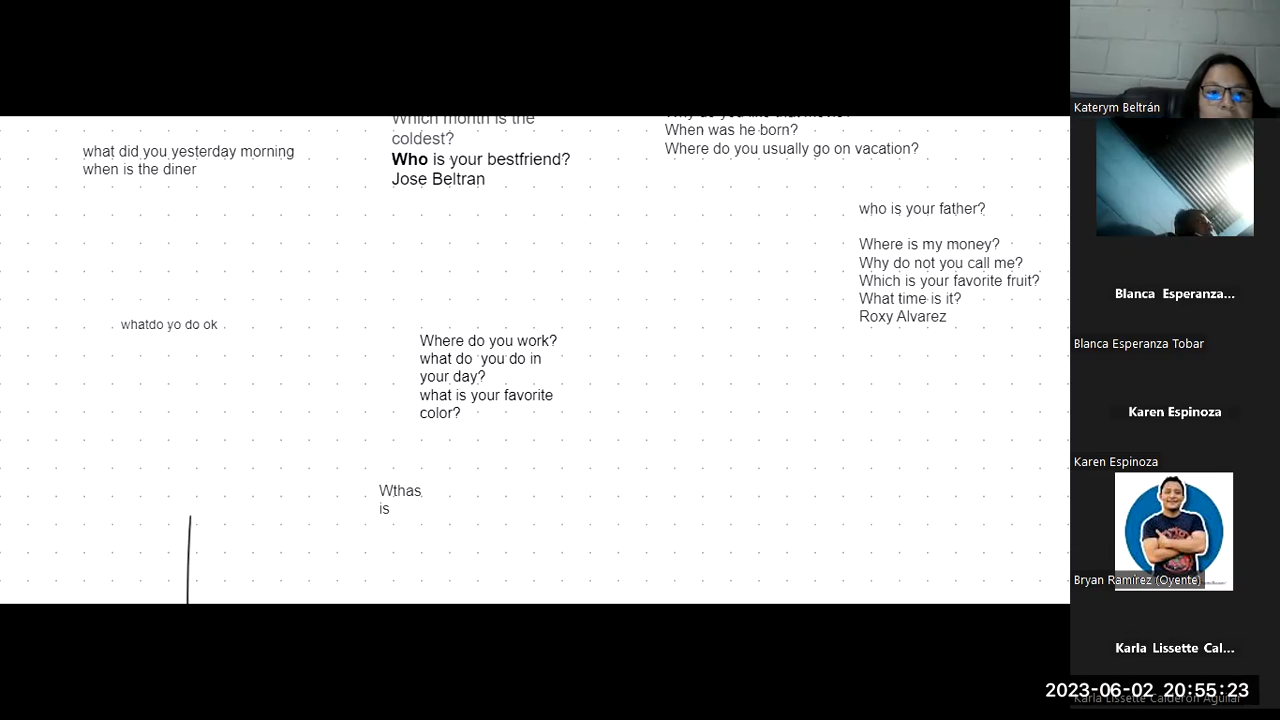 what did you yesterday morning
when is the diner
Which month is the
coldest?
Who is your bestfriend?
Jose Beltran
When was he born?
Where do you usually go on vacation?
who is your father?
Where is my money?
Why do not you call me?
Which is your favorite fruit?
What time is it?
Roxy Alvarez
whatdo yo do ok
Where do you work?
what do you do in
your day?
what is your favorite
color?
Wthas
is
Katerym Beltrán
Blanca Esperanza...
Blanca Esperanza Tobar
Karen Espinoza
Karen Espinoza
Bryan Ramírez (Oyente)
Karla Lissette Cal...
2023-06-02 20:55:23
Karla Lissette Calderón Aguilar